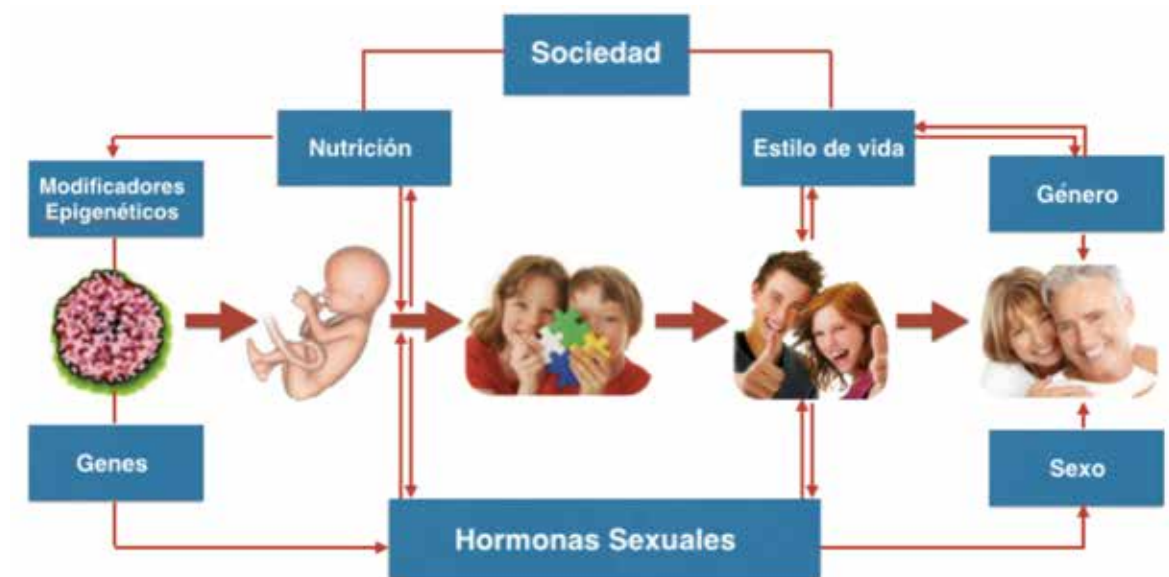 Sociedad
Nutrición
Estilo de vida
Modificadores
Epigenéticos
Género
Genes
Sexo
Hormonas Sexuales